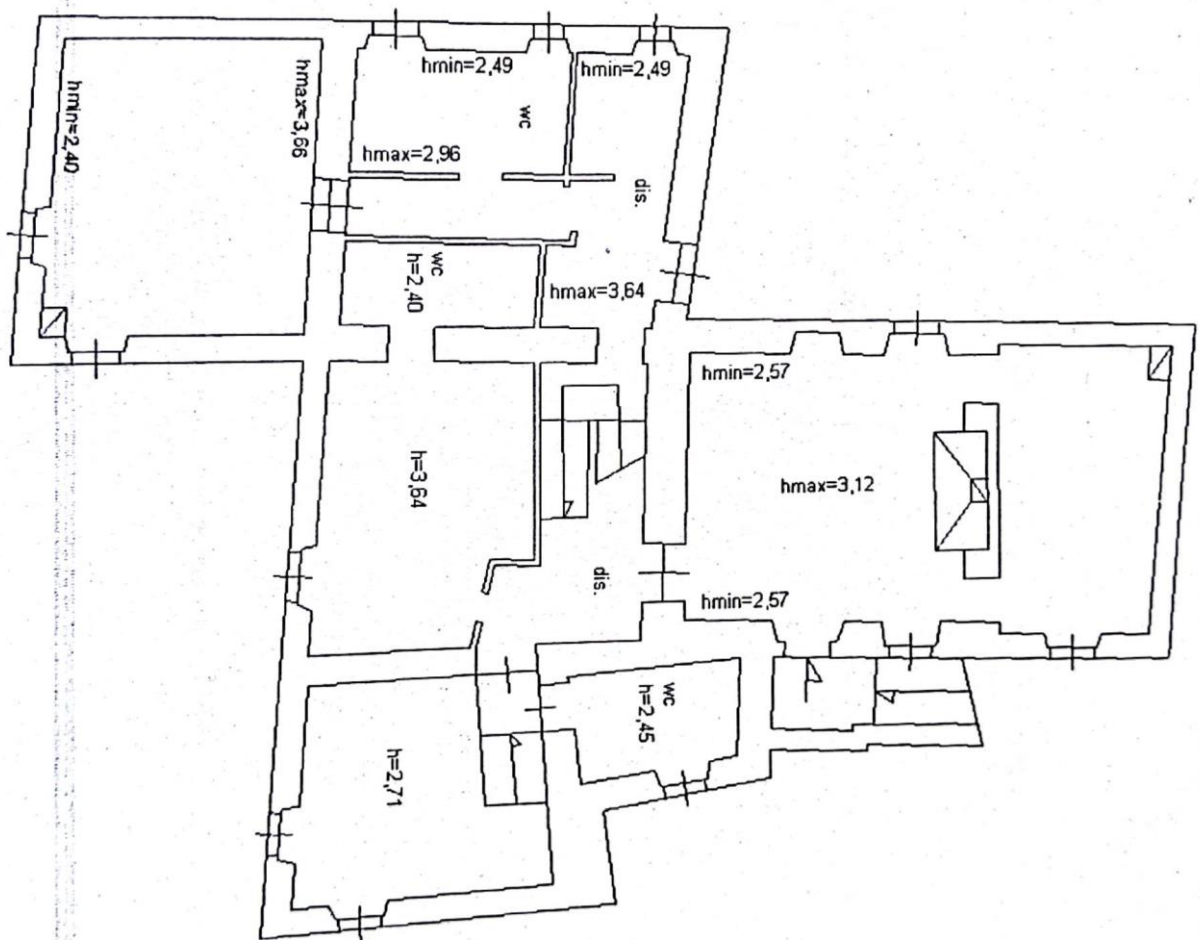 hmin=2,49
hmin=2,49
hmax=3,66
hmin=2,40
wc
hmax=2,96
dis.
wc
h=2,40
hmax=3,64
hmin=2,57
h=3,64
hmax=3,12
dis.
hmin=2,57
wc
h=2,45
h=2,71